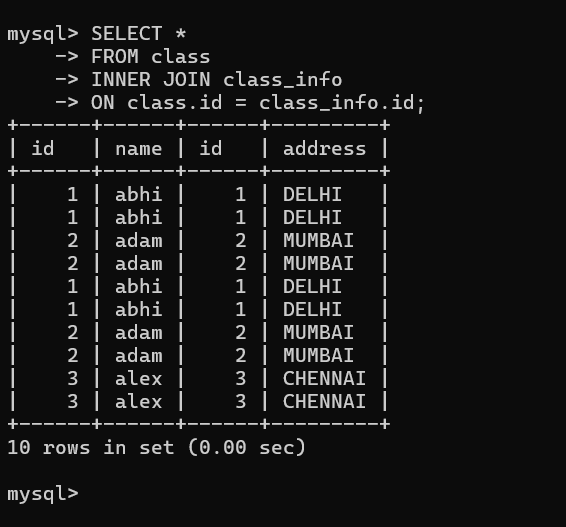 mysql> SELECT *
    -> FROM class
    -> INNER JOIN class_info
    -> ON class.id = class_info.id;
+------+------+------+---------+
| id   | name | id   | address |
+------+------+------+---------+
|    1 | abhi |    1 | DELHI   |
|    1 | abhi |    1 | DELHI   |
|    2 | adam |    2 | MUMBAI  |
|    2 | adam |    2 | MUMBAI  |
|    1 | abhi |    1 | DELHI   |
|    1 | abhi |    1 | DELHI   |
|    2 | adam |    2 | MUMBAI  |
|    2 | adam |    2 | MUMBAI  |
|    3 | alex |    3 | CHENNAI |
|    3 | alex |    3 | CHENNAI |
+------+------+------+---------+
10 rows in set (0.00 sec)
mysql>